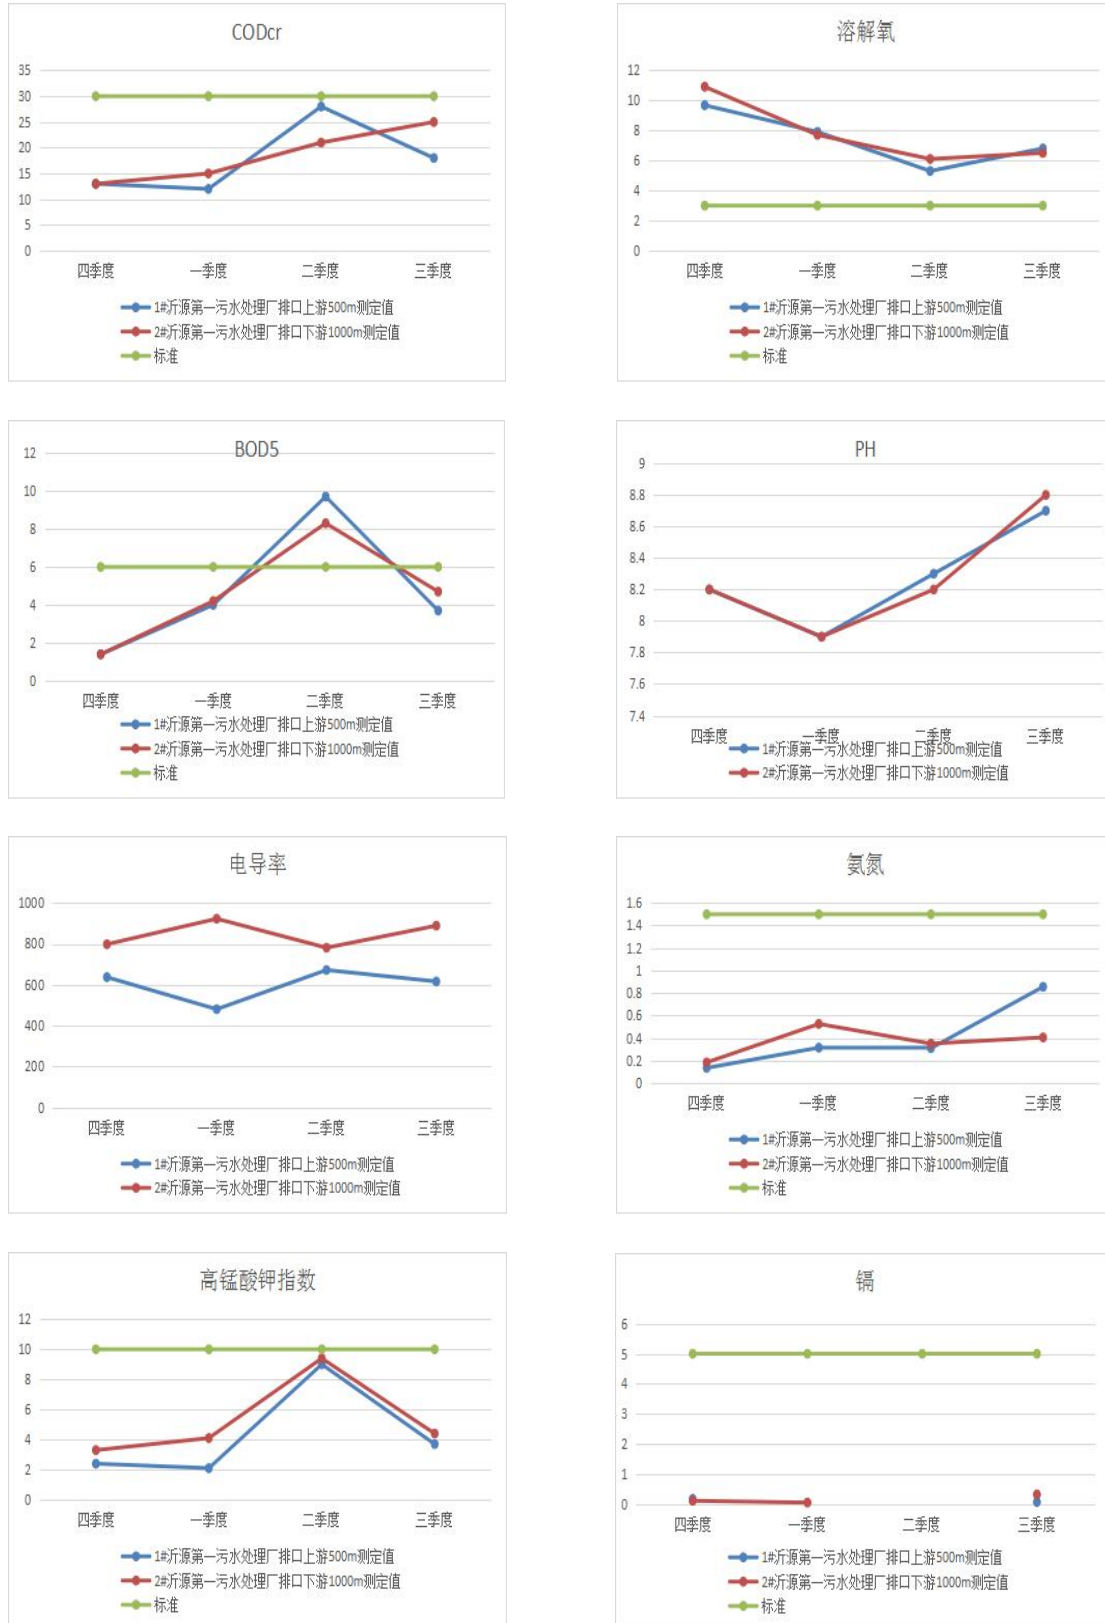 CODcr
35
30
25
20
15
10
5
0
四季度 一季度 二季度 三季度
1#沂源第一污水处理厂排口上游500m测定值
2#沂源第一污水处理厂排口下游1000m测定值
标准
溶解氧
12
10
8
6
4
2
0
四季度 一季度 二季度 三季度
1#沂源第一污水处理厂排口上游500m测定值
2#沂源第一污水处理厂排口下游1000m测定值
标准
BOD5
12
10
8
6
4
2
0
四季度 一季度 二季度 三季度
1#沂源第一污水处理厂排口上游500m测定值
2#沂源第一污水处理厂排口下游1000m测定值
标准
PH
9
8.8
8.6
8.4
8.2
8
7.8
7.6
7.4
四季度 一季度 二季度 三季度
1#沂源第一污水处理厂排口上游500m测定值
2#沂源第一污水处理厂排口下游1000m测定值
电导率
1000
800
600
400
200
0
四季度 一季度 二季度 三季度
1#沂源第一污水处理厂排口上游500m测定值
2#沂源第一污水处理厂排口下游1000m测定值
氨氮
1.6
1.4
1.2
1
0.8
0.6
0.4
0.2
0
四季度 一季度 二季度 三季度
1#沂源第一污水处理厂排口上游500m测定值
2#沂源第一污水处理厂排口下游1000m测定值
标准
高锰酸钾指数
12
10
8
6
4
2
0
四季度 一季度 二季度 三季度
1#沂源第一污水处理厂排口上游500m测定值
2#沂源第一污水处理厂排口下游1000m测定值
标准
镉
6
5
4
3
2
1
0
四季度 一季度 二季度 三季度
1#沂源第一污水处理厂排口上游500m测定值
2#沂源第一污水处理厂排口下游1000m测定值
标准